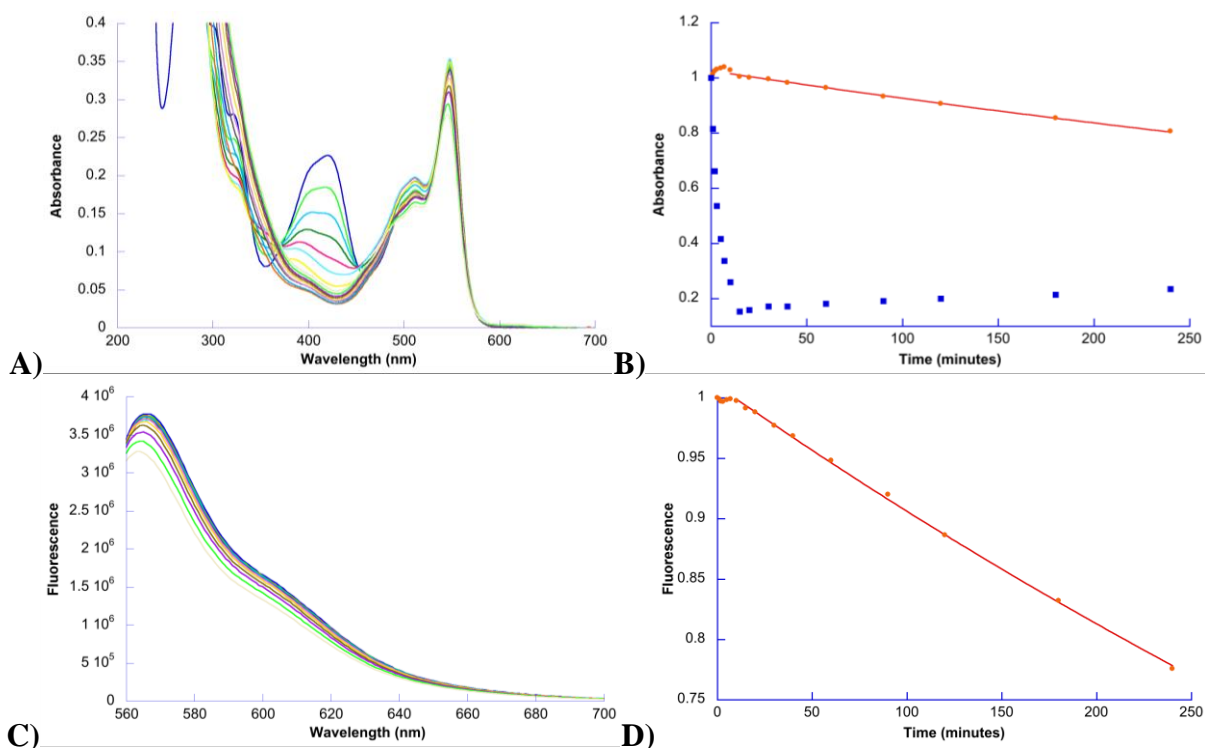 0.4
0.35
0.3
0.25
0.2
0.15
0.1
0.05
0
200 300 400 500 600 700
Absorbance
Wavelength (nm)
A)
1.2
1
0.8
0.6
0.4
0.2
0 50 100 150 200 250
Absorbance
Time (minutes)
B)
4 10⁶
3.5 10⁶
3 10⁶
2.5 10⁶
2 10⁶
1.5 10⁶
1 10⁶
5 10⁵
0
560 580 600 620 640 660 680 700
Fluorescence
Wavelength (nm)
C)
1
0.95
0.9
0.85
0.8
0.75
0 50 100 150 200 250
Fluorescence
Time (minutes)
D)